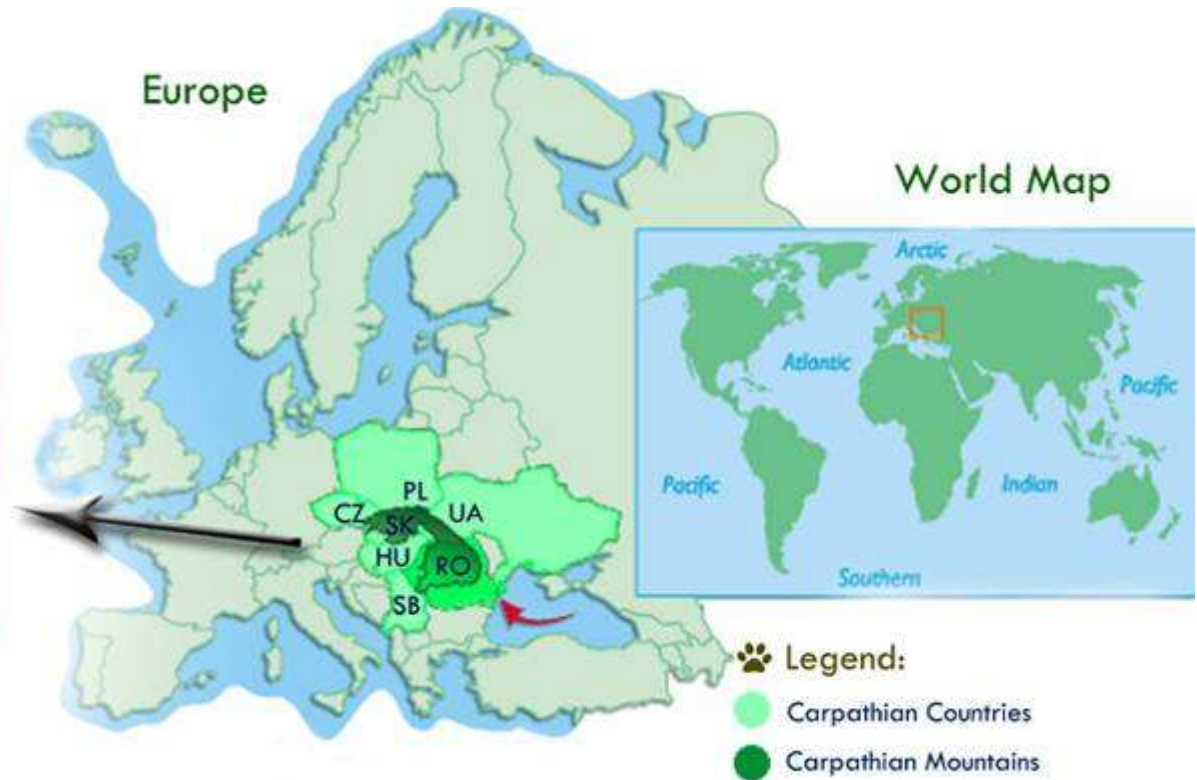 Europe
World Map
Arctic
Atlantic
Pacific
Pacific
Indian
Southern
PL
CZ
SK
UA
HU
RO
SB
Legend:
Carpathian Countries
Carpathian Mountains